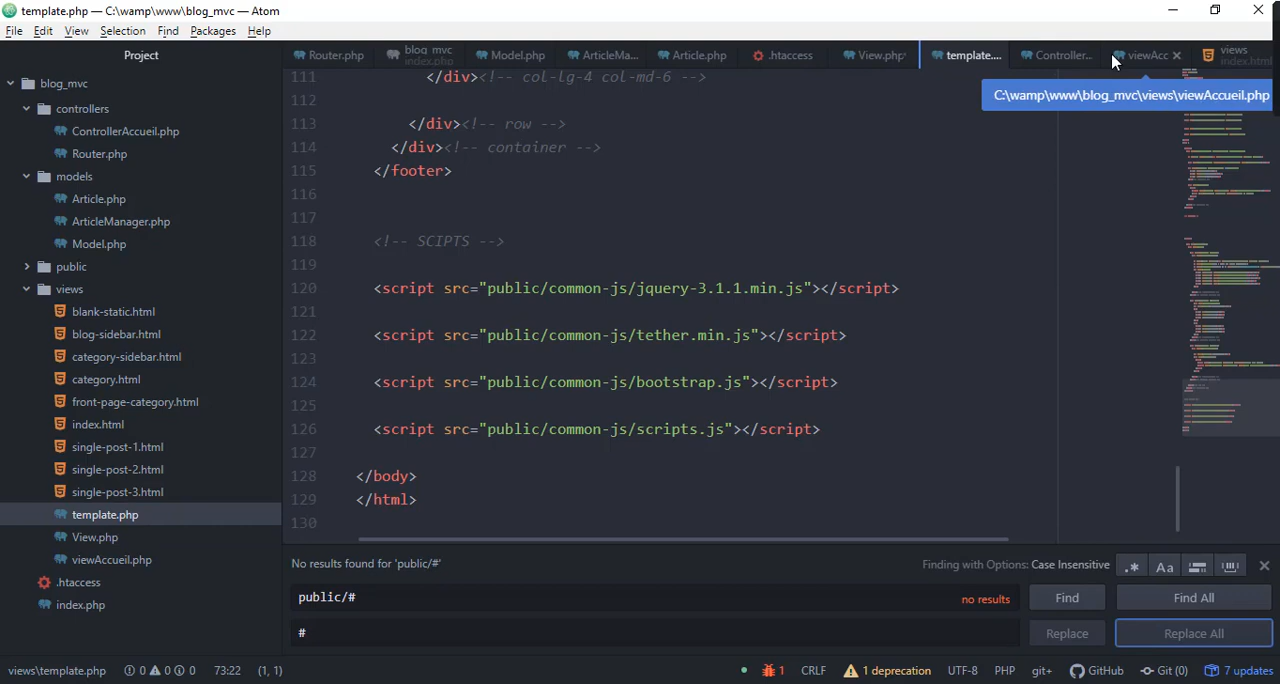 template.php — C:\wamp\www\blog_mvc — Atom
File Edit View Selection Find Packages Help
Project
Router.php
blog_mvc
index.php
Model.php
ArticleMa...
Article.php
.htaccess
View.php
template....
Controller...
viewAcc
views
index.html
C:\wamp\www\blog_mvc\views\viewAccueil.php
blog_mvc
controllers
ControllerAccueil.php
Router.php
models
Article.php
ArticleManager.php
Model.php
public
views
blank-static.html
blog-sidebar.html
category-sidebar.html
category.html
front-page-category.html
index.html
single-post-1.html
single-post-2.html
single-post-3.html
template.php
View.php
viewAccueil.php
.htaccess
index.php
111 </div><!-- col-lg-4 col-md-6 -->
112
113 </div><!-- row -->
114 </div><!-- container -->
115 </footer>
116
117
118 <!-- SCIPTS -->
119
120 <script src="public/common-js/jquery-3.1.1.min.js"></script>
121
122 <script src="public/common-js/tether.min.js"></script>
123
124 <script src="public/common-js/bootstrap.js"></script>
125
126 <script src="public/common-js/scripts.js"></script>
127
128 </body>
129 </html>
130
No results found for 'public/#'
Finding with Options: Case Insensitive
.* Aa
public/# no results Find Find All
# Replace Replace All
views\template.php 0 0 0 73:22 (1, 1) 1 CRLF 1 deprecation UTF-8 PHP git+ GitHub Git (0) 7 updates